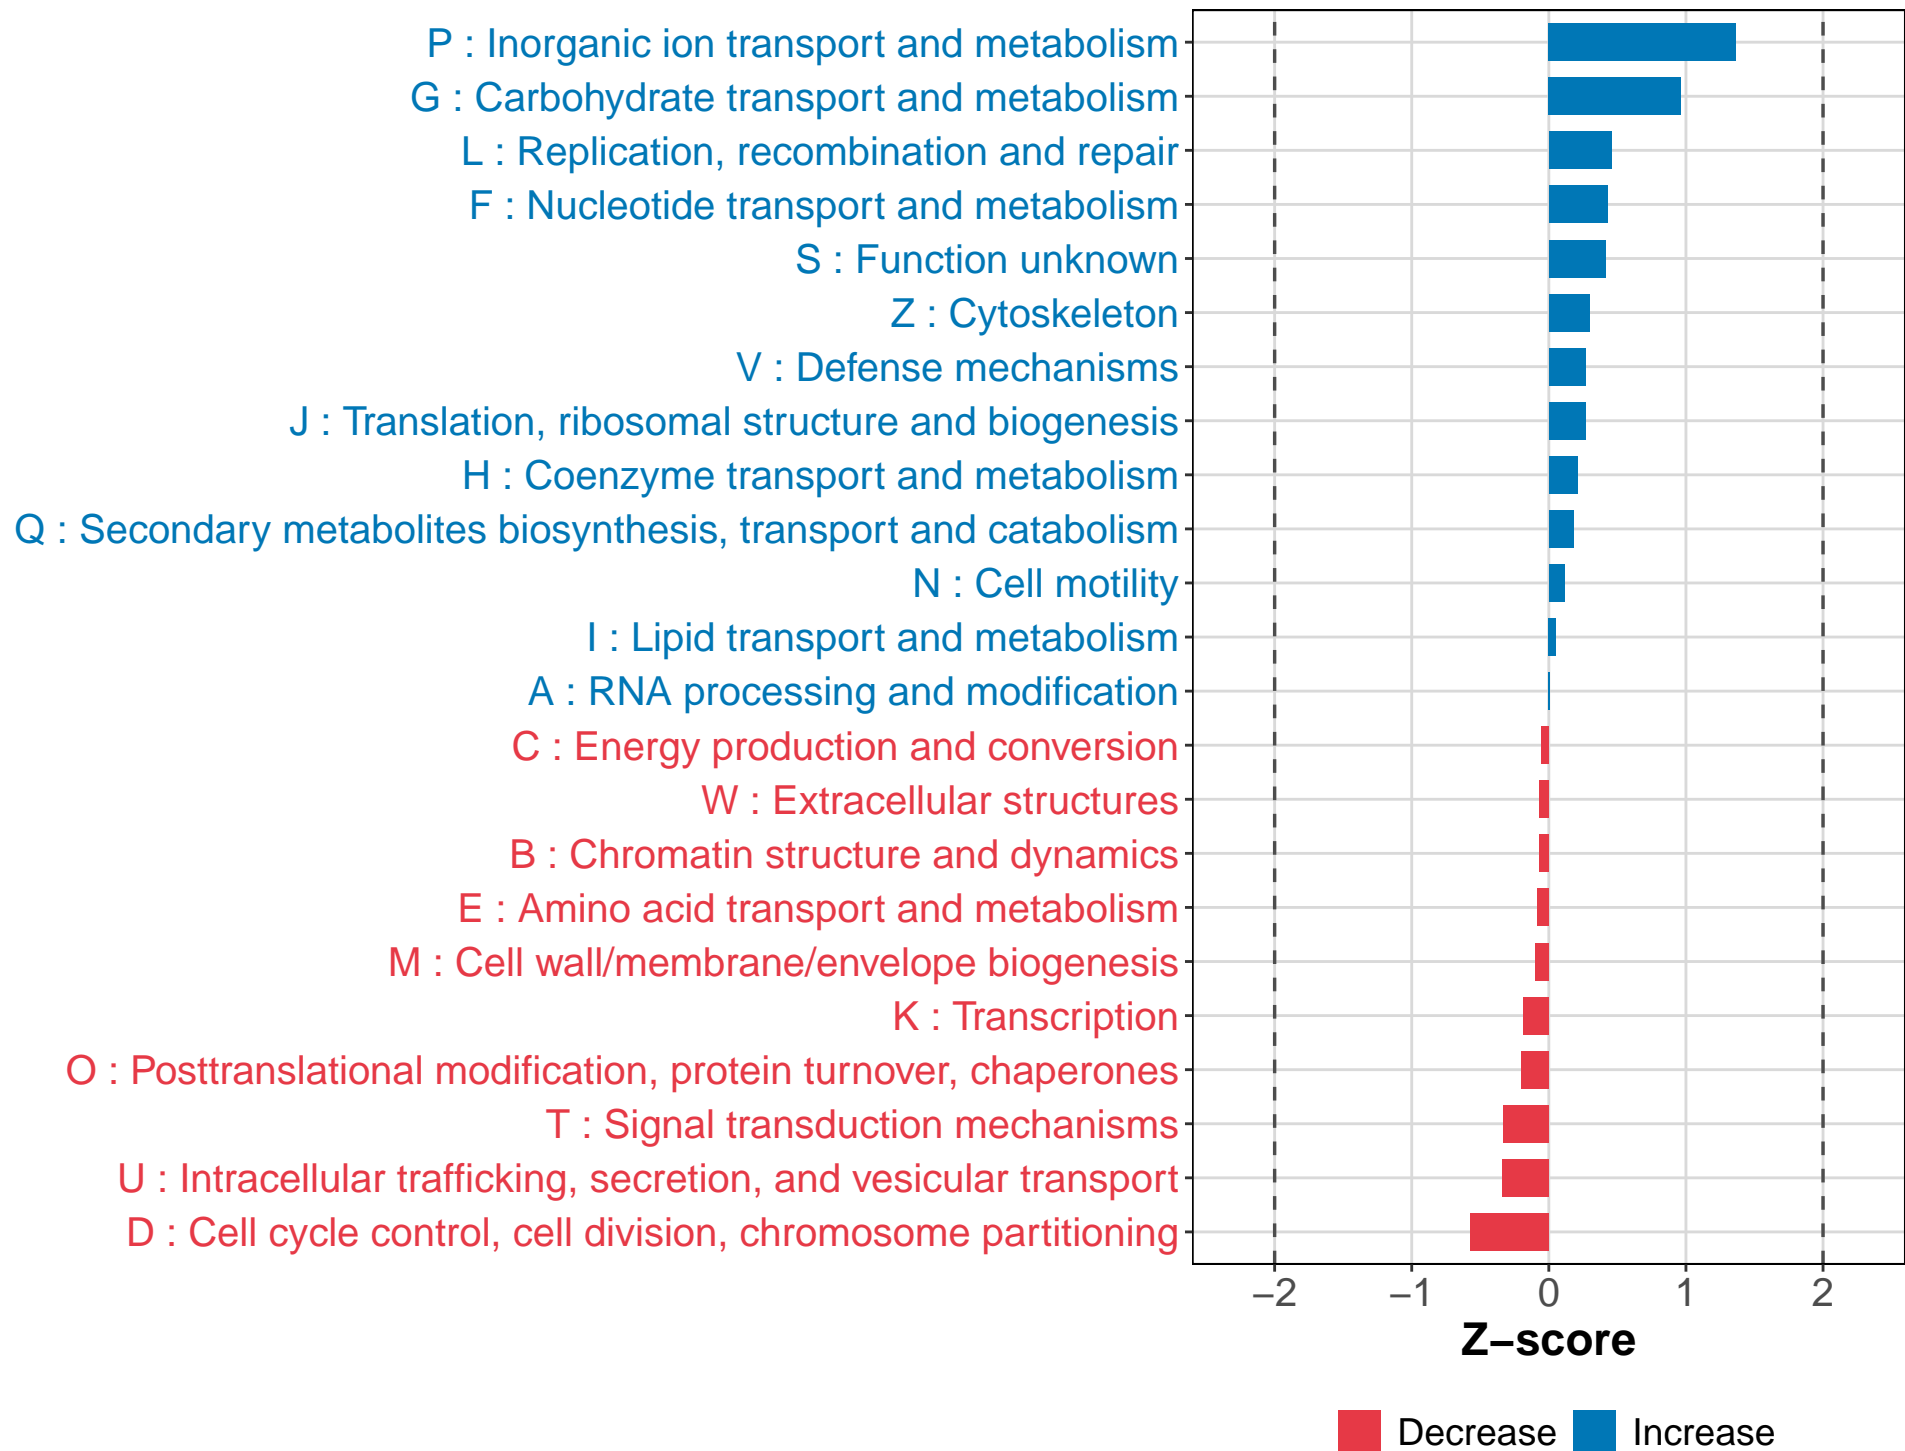 P : Inorganic ion transport and metabolism
G : Carbohydrate transport and metabolism
L : Replication, recombination and repair
F : Nucleotide transport and metabolism
S : Function unknown
Z : Cytoskeleton
V : Defense mechanisms
J : Translation, ribosomal structure and biogenesis
H : Coenzyme transport and metabolism
Q : Secondary metabolites biosynthesis, transport and catabolism
N : Cell motility
I : Lipid transport and metabolism
A : RNA processing and modification
C : Energy production and conversion
W : Extracellular structures
B : Chromatin structure and dynamics
E : Amino acid transport and metabolism
M : Cell wall/membrane/envelope biogenesis
K : Transcription
O : Posttranslational modification, protein turnover, chaperones
T : Signal transduction mechanisms
U : Intracellular trafficking, secretion, and vesicular transport
D : Cell cycle control, cell division, chromosome partitioning
−2 −1 0 1 2
Z−score
Decrease Increase